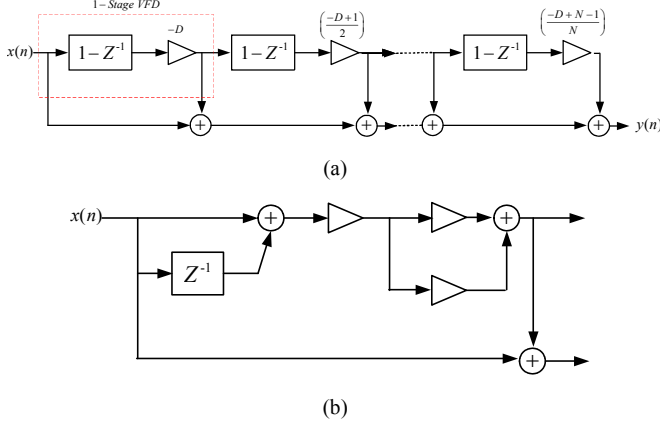 1 − Stage VFD
x(n)
1 − Z⁻¹
−D
1 − Z⁻¹
(−D+1 / 2)
1 − Z⁻¹
(−D+N−1 / N)
+
+
+
+
y(n)
(a)
x(n)
+
+
Z⁻¹
+
(b)